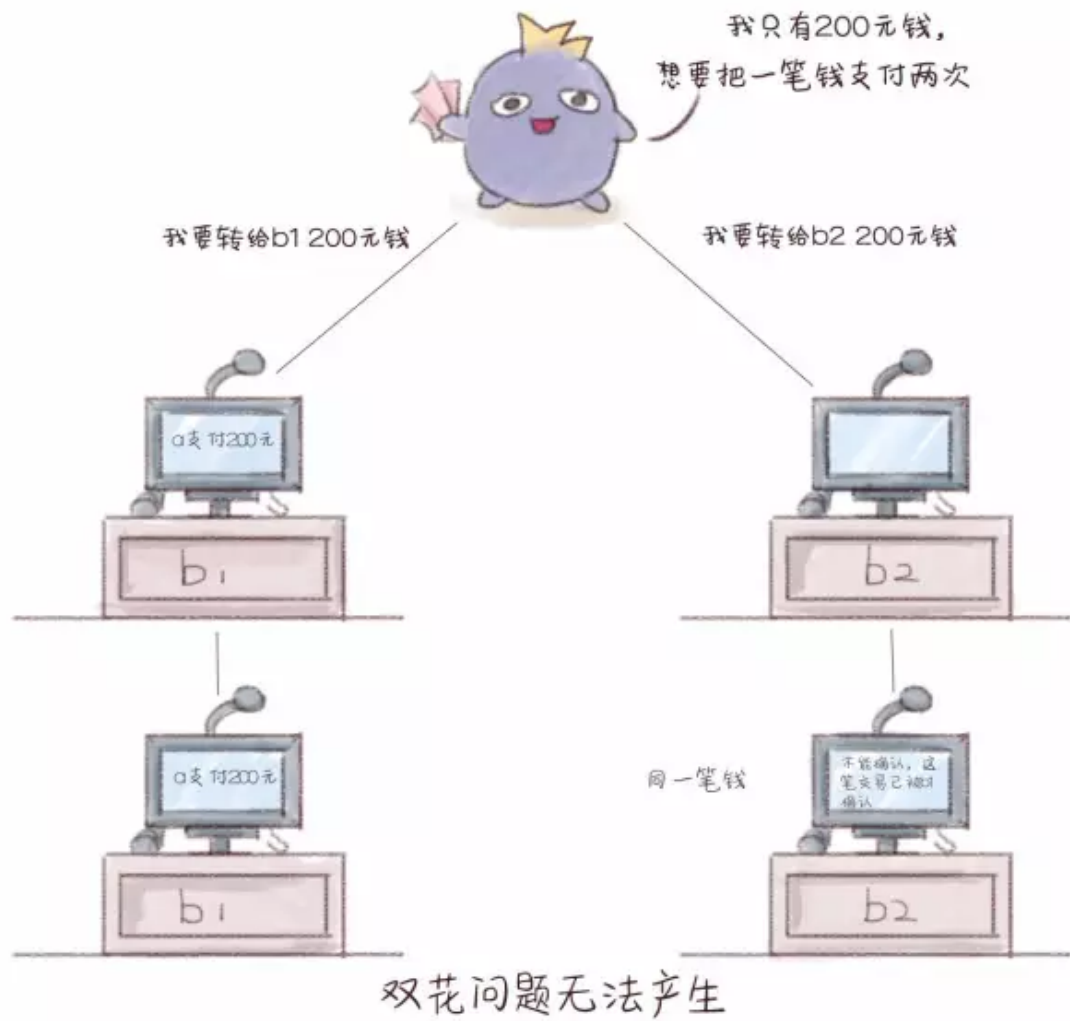 我只有200元钱,
想要把一笔钱支付两次
我要转给b1 200元钱
我要转给b2 200元钱
a支付200元
b1
b2
a支付200元
同一笔钱
不能确认，这
笔交易已被b1
确认
b1
b2
双花问题无法产生